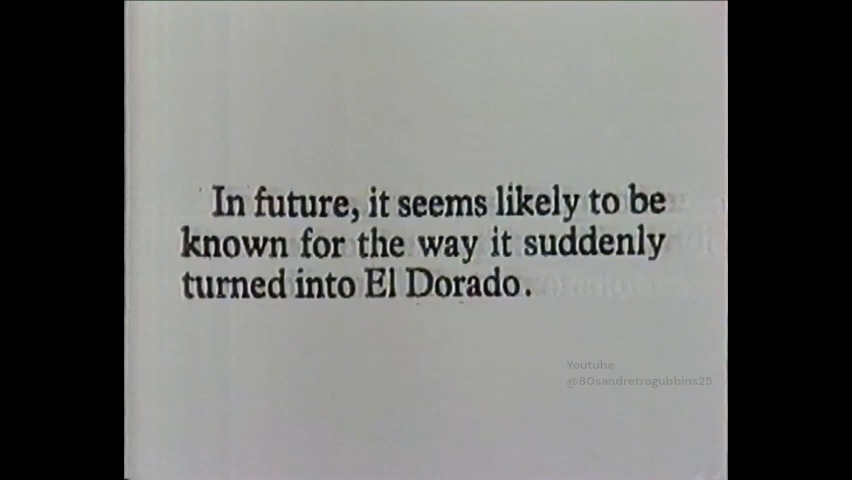 In future, it seems likely to be
known for the way it suddenly
turned into El Dorado.
Youtube
@80sandretrogubbins25